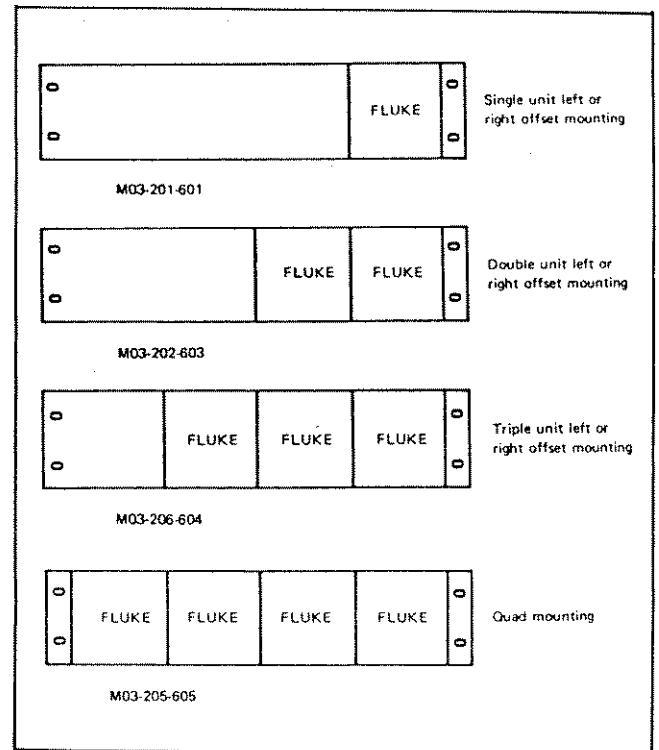 FLUKE
Single unit left or
right offset mounting
M03-201-601
FLUKE FLUKE
Double unit left or
right offset mounting
M03-202-603
FLUKE FLUKE FLUKE
Triple unit left or
right offset mounting
M03-206-604
FLUKE FLUKE FLUKE FLUKE
Quad mounting
M03-205-605